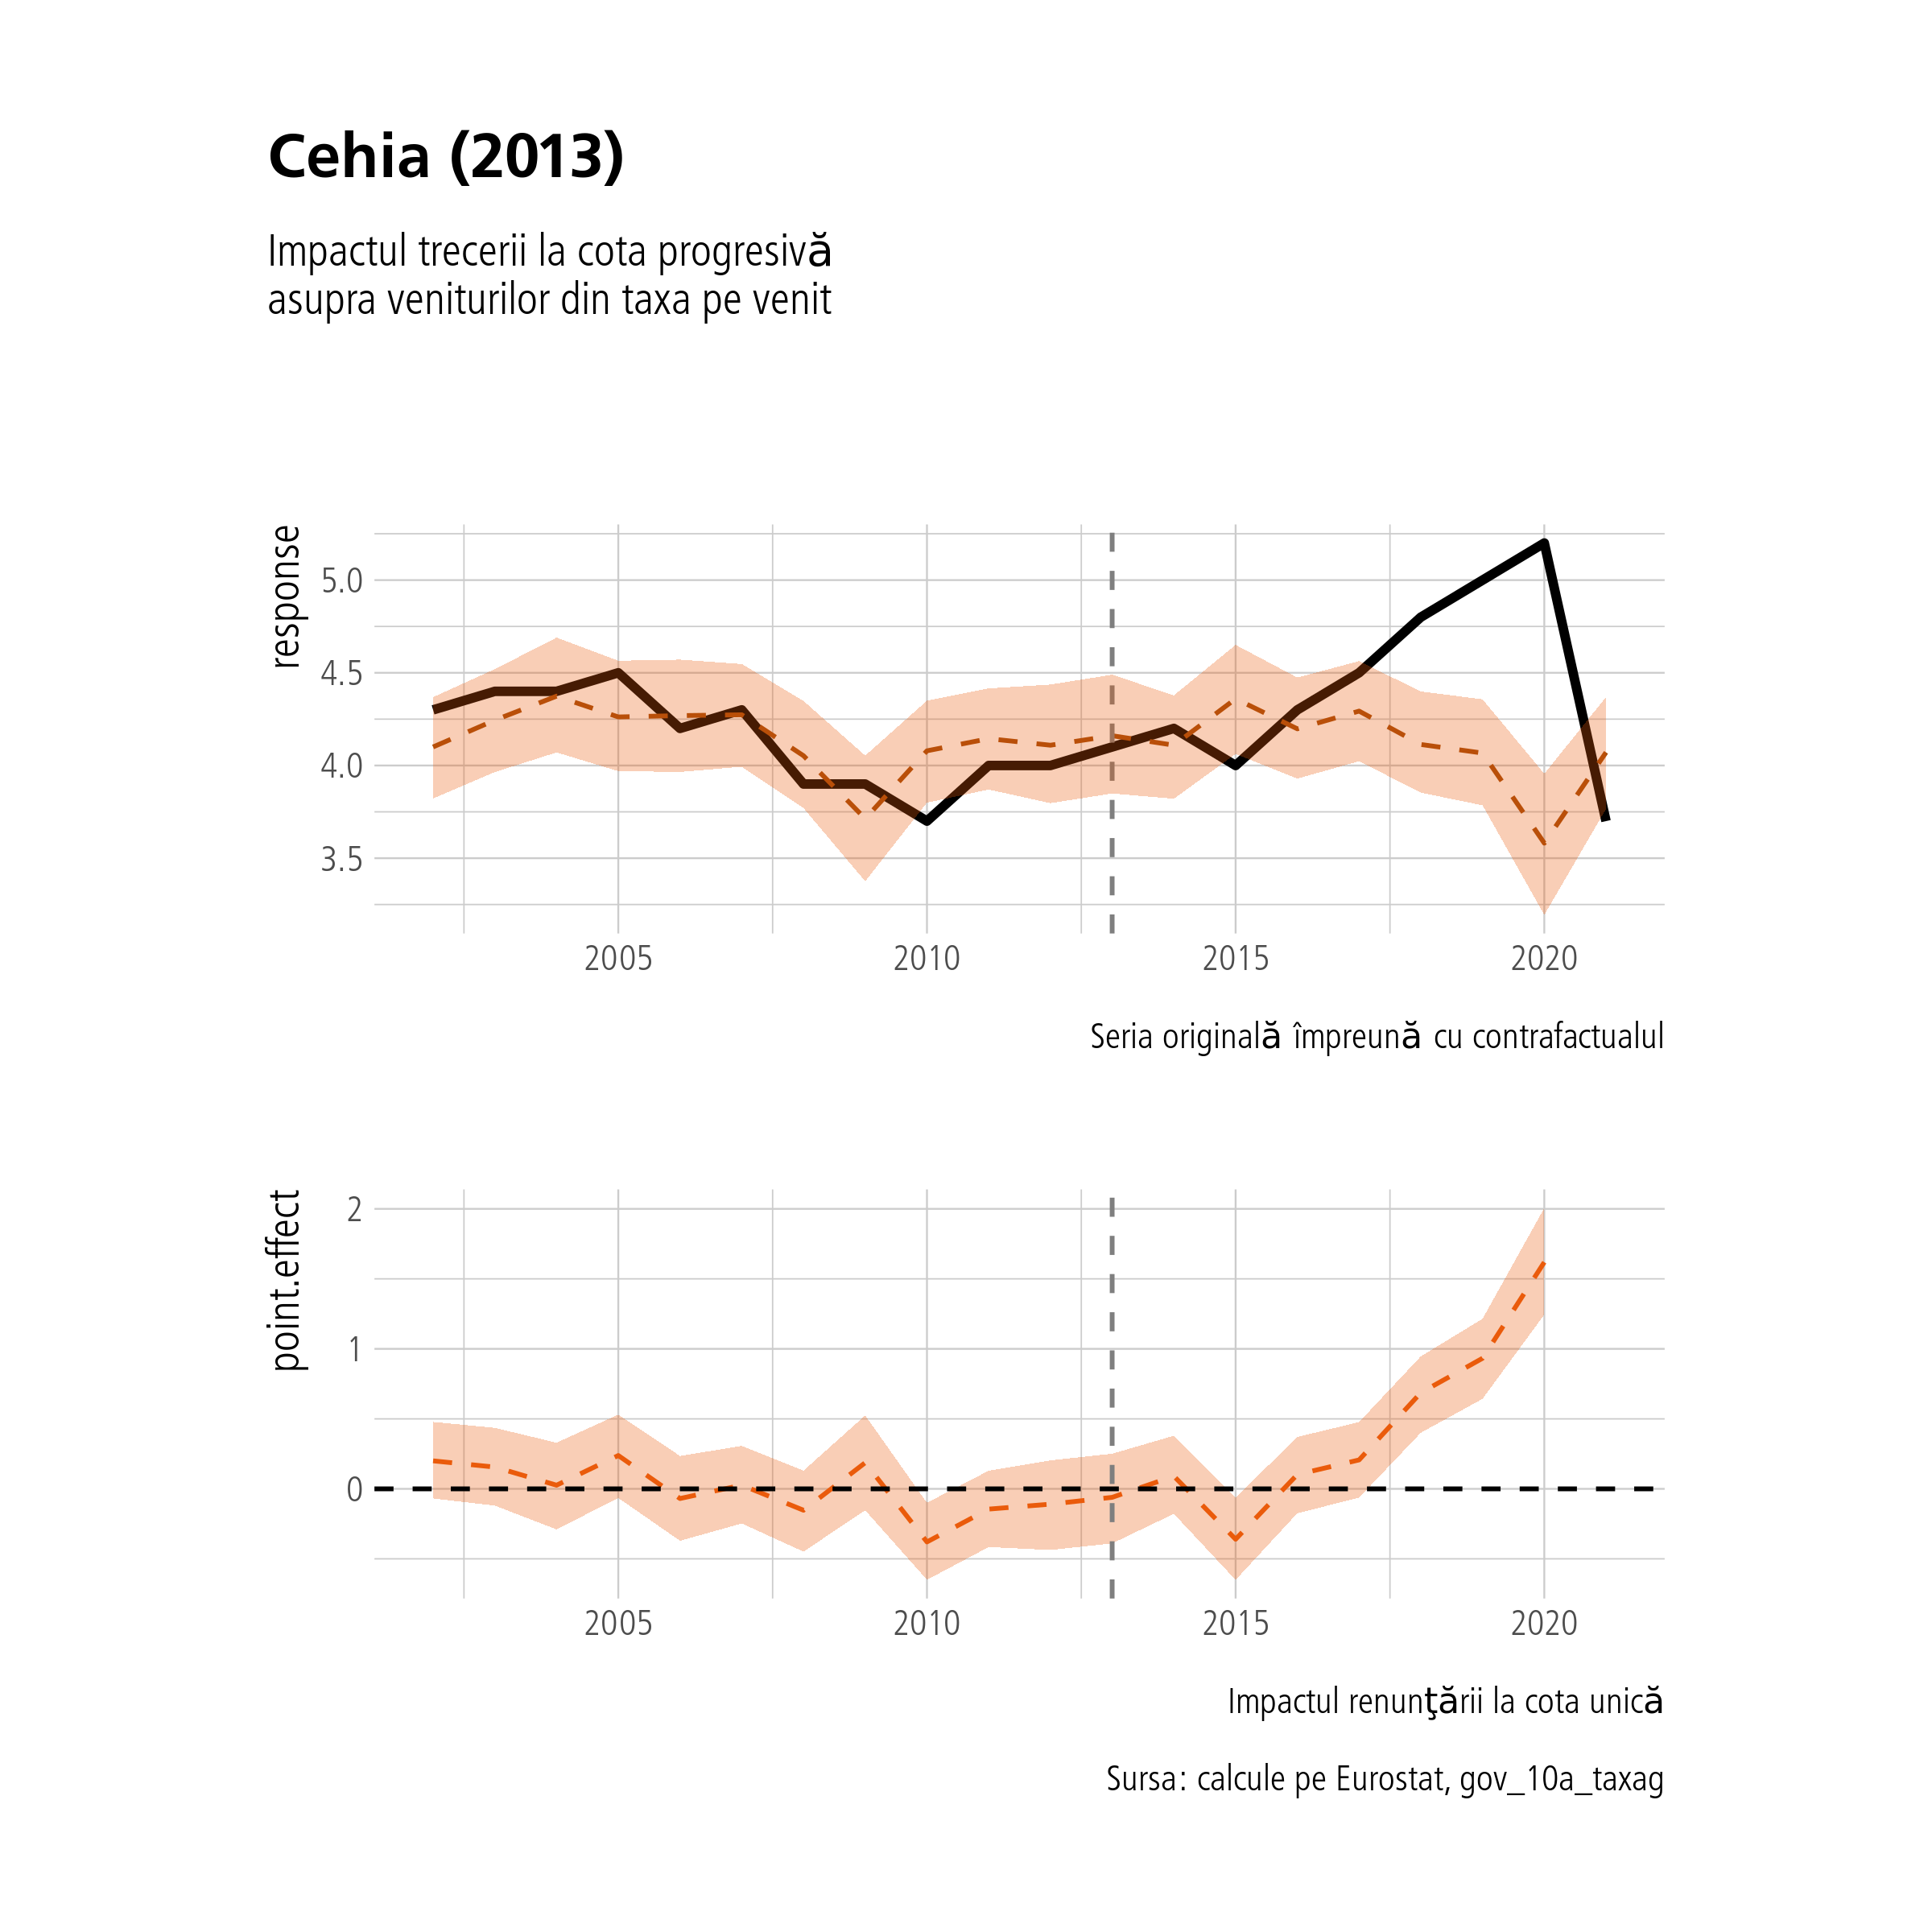 Cehia (2013)
Impactul trecerii la cota progresivă
asupra veniturilor din taxa pe venit
response
5.0
4.5
4.0
3.5
2005 2010 2015 2020
Seria originală împreună cu contrafactualul
point.effect
2
1
0
2005 2010 2015 2020
Impactul renunţării la cota unică
Sursa: calcule pe Eurostat, gov_10a_taxag